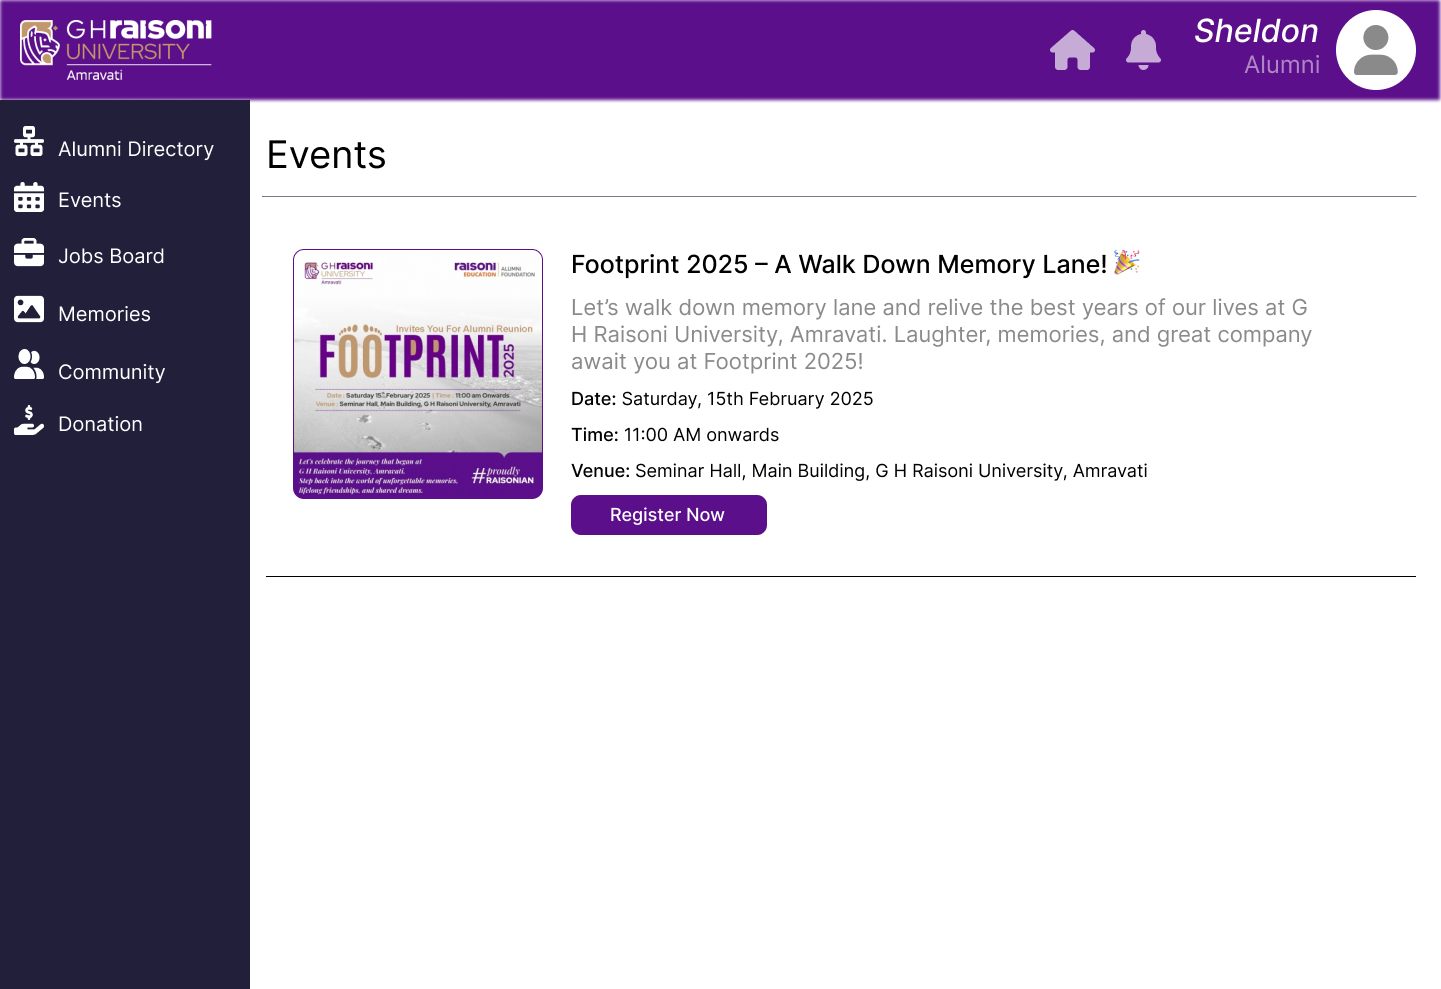 GHraisoni
UNIVERSITY
Amravati
Sheldon
Alumni
Alumni Directory
Events
Jobs Board
Memories
Community
Donation
Events
GHraisoni
UNIVERSITY
Amravati
raisoni
EDUCATION
ALUMNI
FOUNDATION
Invites You For Alumni Reunion
FOOTPRINT 2025
Date : Saturday 15th February 2025 | Time : 11:00 am Onwards
Venue : Seminar Hall, Main Building, G H Raisoni University, Amravati
Let's celebrate the journey that began at
G H Raisoni University, Amravati.
Step back into the world of unforgettable memories,
lifelong friendships, and shared dreams.
#proudly
RAISONIAN
Footprint 2025 – A Walk Down Memory Lane! 🎉
Let’s walk down memory lane and relive the best years of our lives at G
H Raisoni University, Amravati. Laughter, memories, and great company
await you at Footprint 2025!
Date: Saturday, 15th February 2025
Time: 11:00 AM onwards
Venue: Seminar Hall, Main Building, G H Raisoni University, Amravati
Register Now